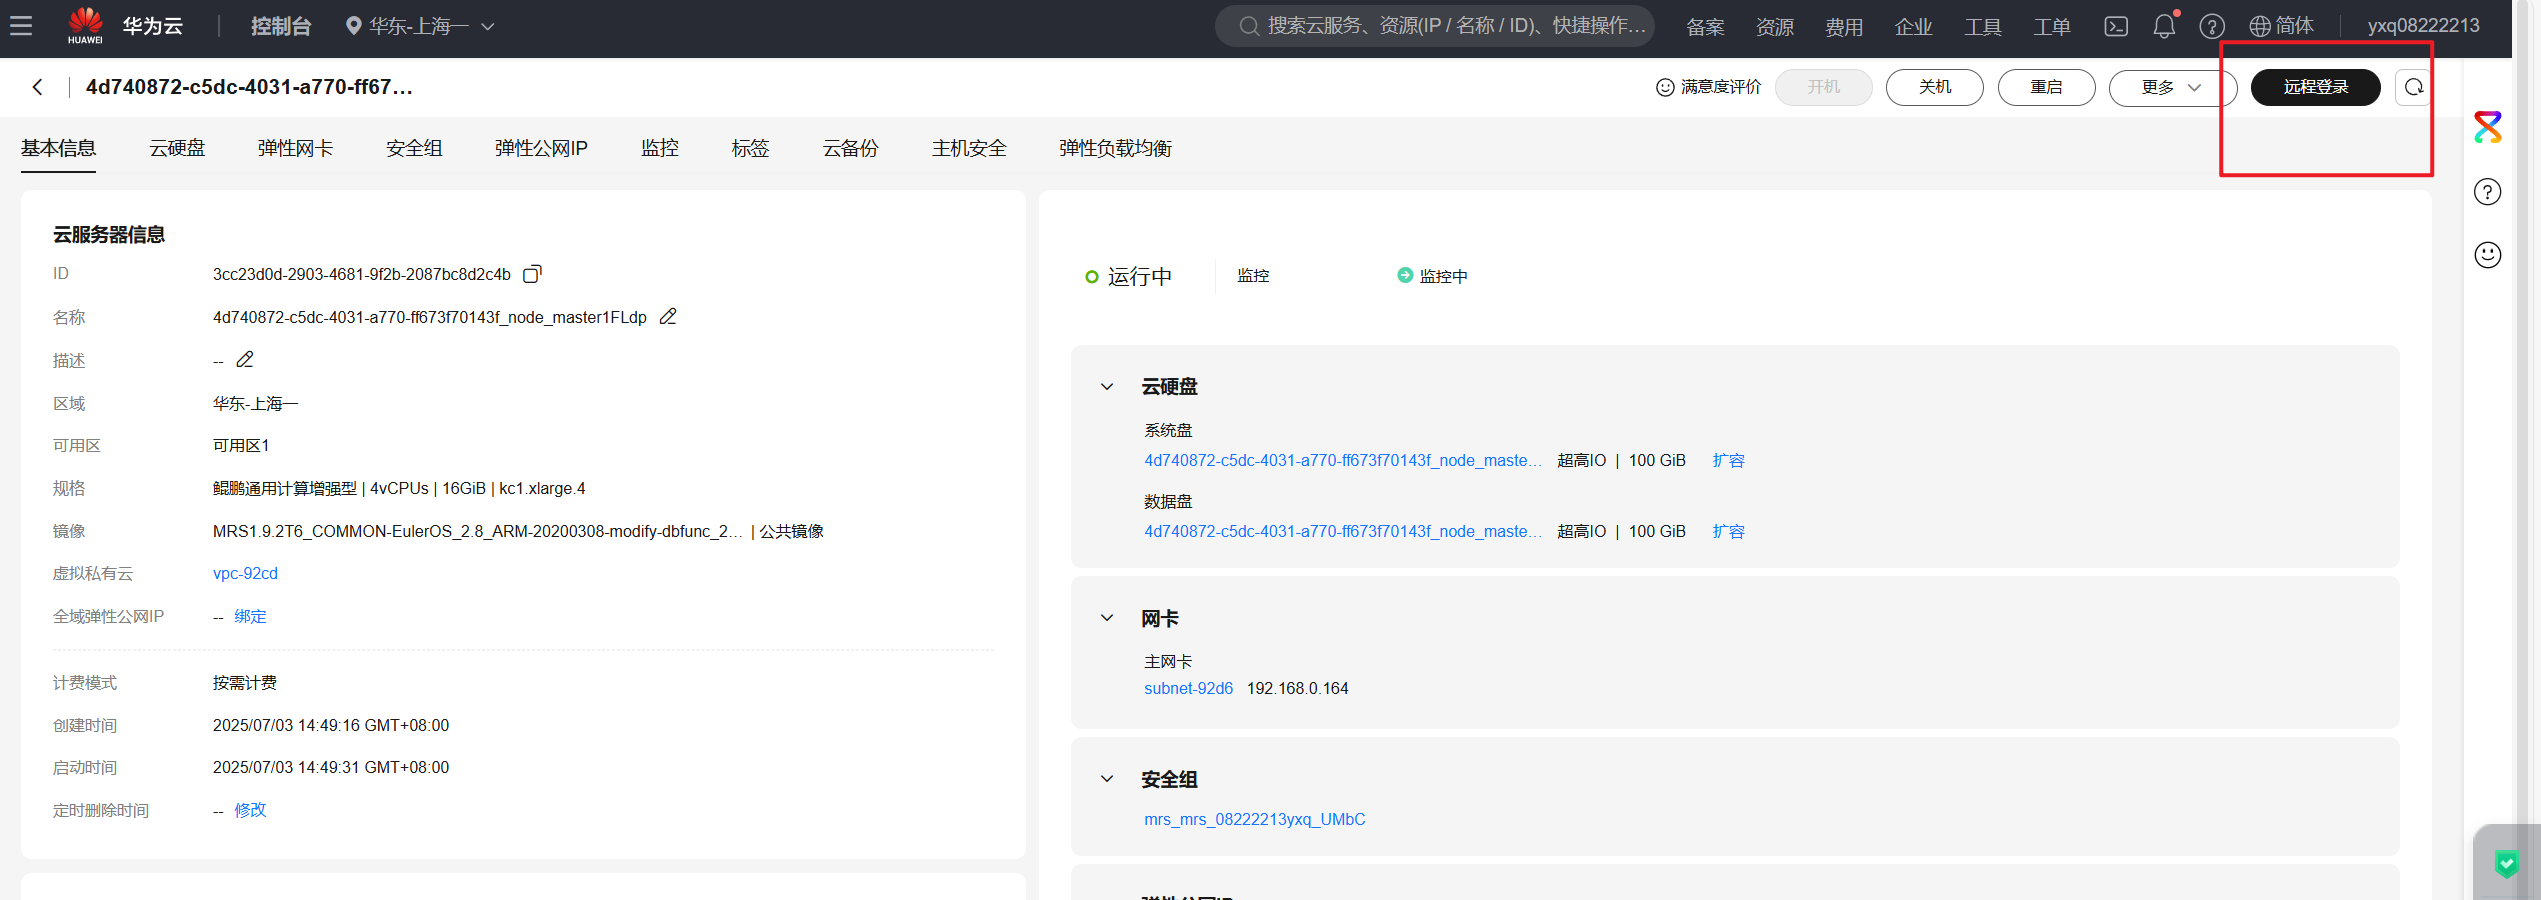 HUAWEI
华为云
控制台
华东-上海一
搜索云服务、资源(IP / 名称 / ID)、快捷操作...
备案
资源
费用
企业
工具
工单
简体
yxq08222213
4d740872-c5dc-4031-a770-ff67...
满意度评价
开机
关机
重启
更多
远程登录
基本信息
云硬盘
弹性网卡
安全组
弹性公网IP
监控
标签
云备份
主机安全
弹性负载均衡
云服务器信息
ID 3cc23d0d-2903-4681-9f2b-2087bc8d2c4b
名称 4d740872-c5dc-4031-a770-ff673f70143f_node_master1FLdp
描述 --
区域 华东-上海一
可用区 可用区1
规格 鲲鹏通用计算增强型 | 4vCPUs | 16GiB | kc1.xlarge.4
镜像 MRS1.9.2T6_COMMON-EulerOS_2.8_ARM-20200308-modify-dbfunc_2... | 公共镜像
虚拟私有云 vpc-92cd
全域弹性公网IP -- 绑定
计费模式 按需计费
创建时间 2025/07/03 14:49:16 GMT+08:00
启动时间 2025/07/03 14:49:31 GMT+08:00
定时删除时间 -- 修改
运行中
监控
监控中
云硬盘
系统盘
4d740872-c5dc-4031-a770-ff673f70143f_node_maste... 超高IO | 100 GiB 扩容
数据盘
4d740872-c5dc-4031-a770-ff673f70143f_node_maste... 超高IO | 100 GiB 扩容
网卡
主网卡
subnet-92d6 192.168.0.164
安全组
mrs_mrs_08222213yxq_UMbC
弹性公网IP